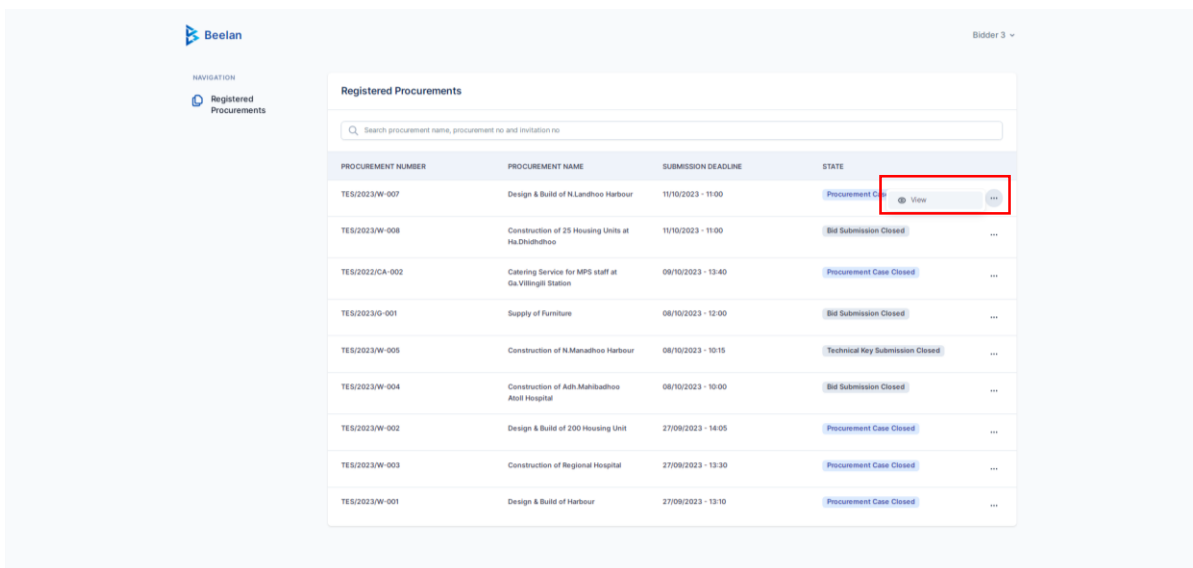 Beelan
Bidder 3
NAVIGATION
Registered
Procurements
Registered Procurements
Search procurement name, procurement no and invitation no
PROCUREMENT NUMBER PROCUREMENT NAME SUBMISSION DEADLINE STATE
TES/2023/W-007 Design & Build of N.Landhoo Harbour 11/10/2023 - 11:00 Procurement Cas View ...
TES/2023/W-008 Construction of 25 Housing Units at Bid Submission Closed ...
Ha.Dhidhdhoo 11/10/2023 - 11:00
TES/2022/CA-002 Catering Service for MPS staff at 09/10/2023 - 13:40 Procurement Case Closed ...
Ga.Villingili Station
TES/2023/G-001 Supply of Furniture 08/10/2023 - 12:00 Bid Submission Closed ...
TES/2023/W-005 Construction of N.Manadhoo Harbour 08/10/2023 - 10:15 Technical Key Submission Closed ...
TES/2023/W-004 Construction of Adh.Mahibadhoo 08/10/2023 - 10:00 Bid Submission Closed ...
Atoll Hospital
TES/2023/W-002 Design & Build of 200 Housing Unit 27/09/2023 - 14:05 Procurement Case Closed ...
TES/2023/W-003 Construction of Regional Hospital 27/09/2023 - 13:30 Procurement Case Closed ...
TES/2023/W-001 Design & Build of Harbour 27/09/2023 - 13:10 Procurement Case Closed ...